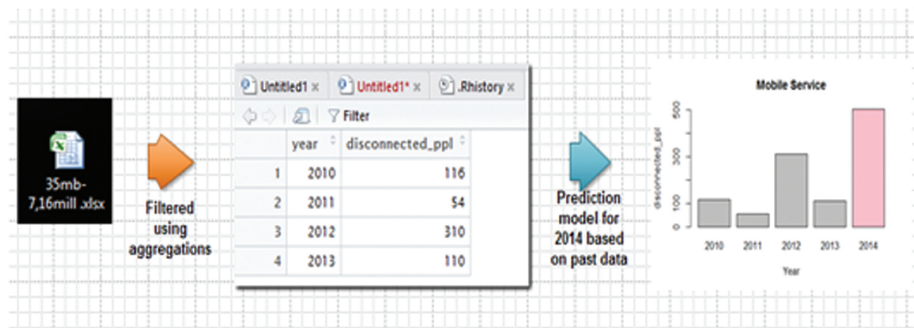 35mb-
7,16mill .xlsx
Filtered
using
aggregations
Untitled1 × Untitled1* × .Rhistory ×
Filter
year disconnected_ppl
1 2010 116
2 2011 54
3 2012 310
4 2013 110
Prediction
model for
2014 based
on past data
Mobile Service
disconnected_ppl
500
300
100
0
2010 2011 2012 2013 2014
Year